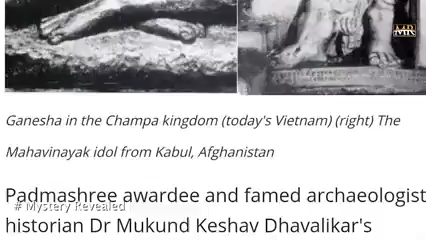 MR
Ganesha in the Champa kingdom (today's Vietnam) (right) The
Mahavinayak idol from Kabul, Afghanistan
Padmashree awardee and famed archaeologist
# Mystery Revealed
historian Dr Mukund Keshav Dhavalikar's